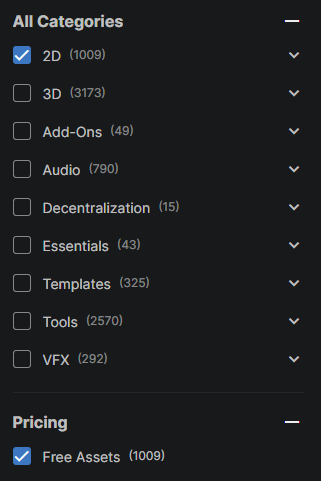 All Categories
2D (1009)
3D (3173)
Add-Ons (49)
Audio (790)
Decentralization (15)
Essentials (43)
Templates (325)
Tools (2570)
VFX (292)
Pricing
Free Assets (1009)